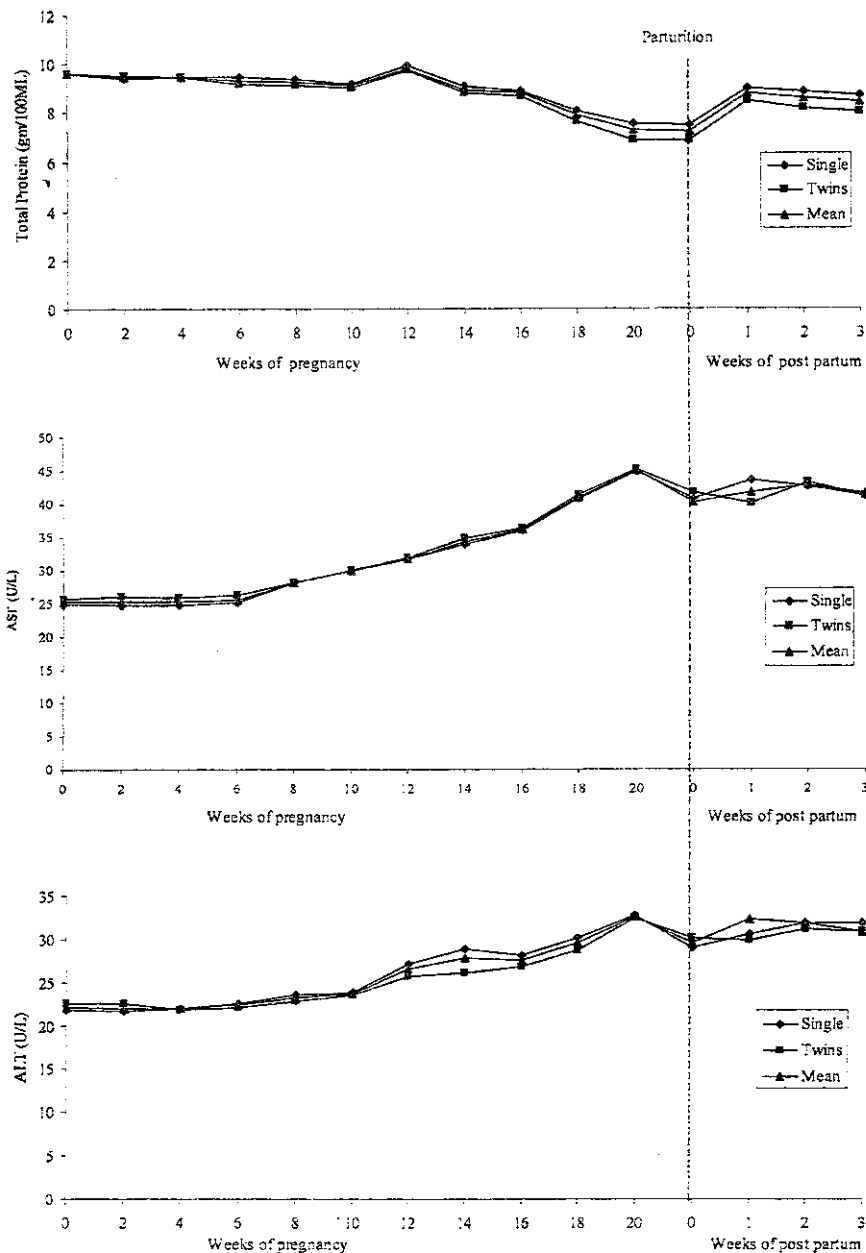 Total Protein (gm/100ML)
12
10
8
6
4
2
0
Parturition
Single
Twins
Mean
0 2 4 6 8 10 12 14 16 18 20 0 1 2 3
Weeks of pregnancy
Weeks of post partum
AST (U/L)
50
45
40
35
30
25
20
15
10
5
0
Single
Twins
Mean
0 2 4 6 8 10 12 14 16 18 20 0 1 2 3
Weeks of pregnancy
Weeks of post partum
ALT (U/L)
35
30
25
20
15
10
5
0
Single
Twins
Mean
0 2 4 6 8 10 12 14 16 18 20 0 1 2 3
Weeks of pregnancy
Weeks of post partum